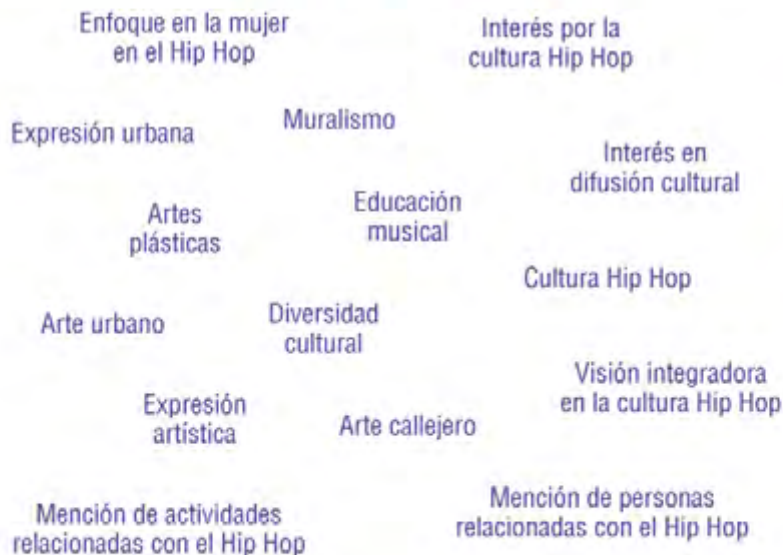 Enfoque en la mujer
en el Hip Hop
Interés por la
cultura Hip Hop
Expresión urbana
Muralismo
Interés en
difusión cultural
Artes
plásticas
Educación
musical
Cultura Hip Hop
Arte urbano
Diversidad
cultural
Visión integradora
en la cultura Hip Hop
Expresión
artística
Arte callejero
Mención de actividades
relacionadas con el Hip Hop
Mención de personas
relacionadas con el Hip Hop